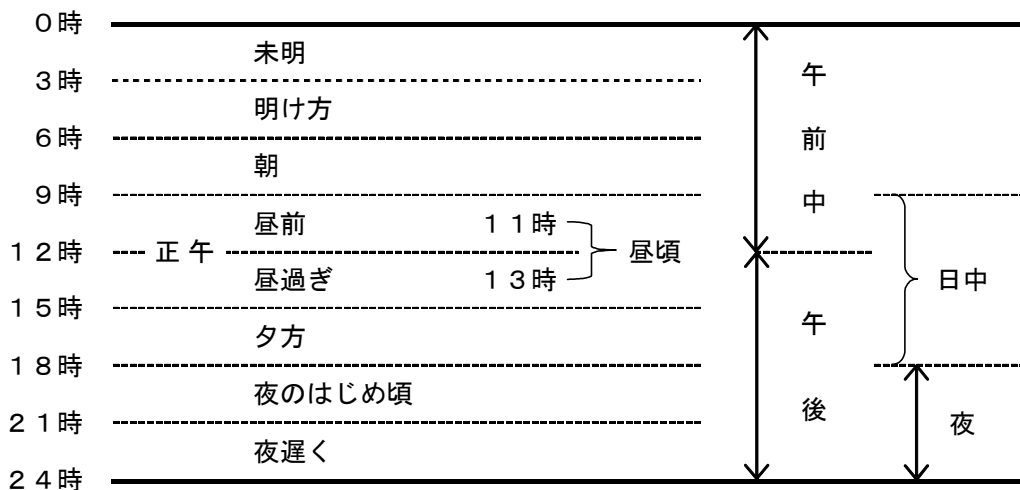 ０時
未明
３時
明け方
６時
朝
９時
昼前 １１時
１２時 正午 昼頃
昼過ぎ １３時
１５時
夕方
１８時
夜のはじめ頃
２１時
夜遅く
２４時
午前中
午後
日中
夜